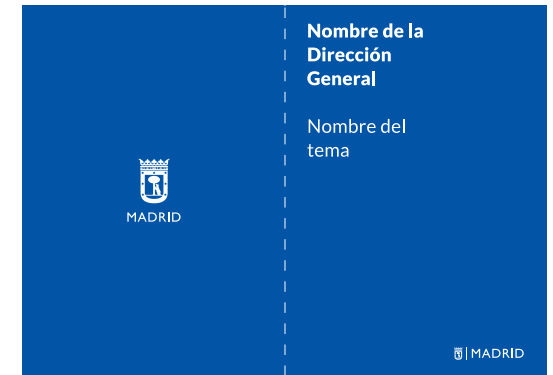 MADRID
Nombre de la
Dirección
General
Nombre del
tema
MADRID